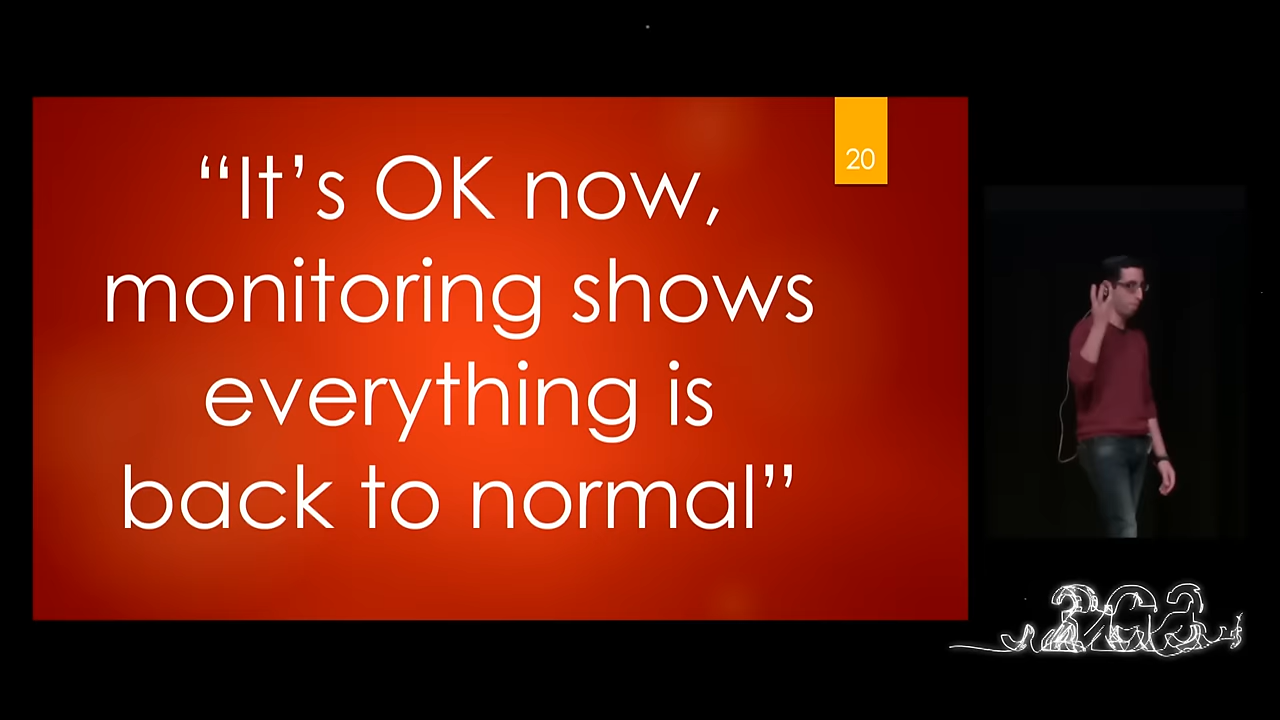 20
“It’s OK now,
monitoring shows
everything is
back to normal”